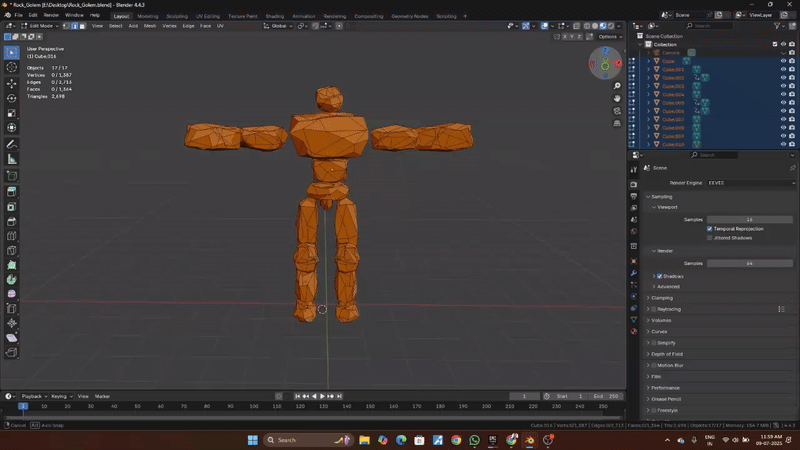 * Rock_Golem [E:\Desktop\Rock_Golem.blend] - Blender 4.4.3
File Edit Render Window Help Layout Modeling Sculpting UV Editing Texture Paint Shading Animation Rendering Compositing Geometry Nodes Scripting + Scene ViewLayer
Edit Mode View Select Add Mesh Vertex Edge Face UV Global
X Y Z Options
User Perspective
(1) Cube.016
Objects 17/17
Vertices 0/1,387
Edges 0/2,713
Faces 0/1,364
Triangles 2,698
Search
Scene Collection
Collection
Camera
Cube
Cube.001
Cube.002
Cube.003
Cube.004
Cube.005
Cube.006
Cube.007
Cube.008
Cube.009
Cube.010
Search
Scene
Render Engine EEVEE
Sampling
Viewport
Samples 16
Temporal Reprojection
Jittered Shadows
Render
Samples 64
Shadows
Advanced
Clamping
Raytracing
Volumes
Curves
Simplify
Depth of Field
Motion Blur
Film
Performance
Grease Pencil
Freestyle
Playback Keying View Marker 1 Start 1 End 250
1 10 20 30 40 50 60 70 80 90 100 110 120 130 140 150 160 170 180 190 200 210 220 230 240 250
Cancel Alt Auto Snap
Search
ENG
IN
11:59 AM
09-07-2025